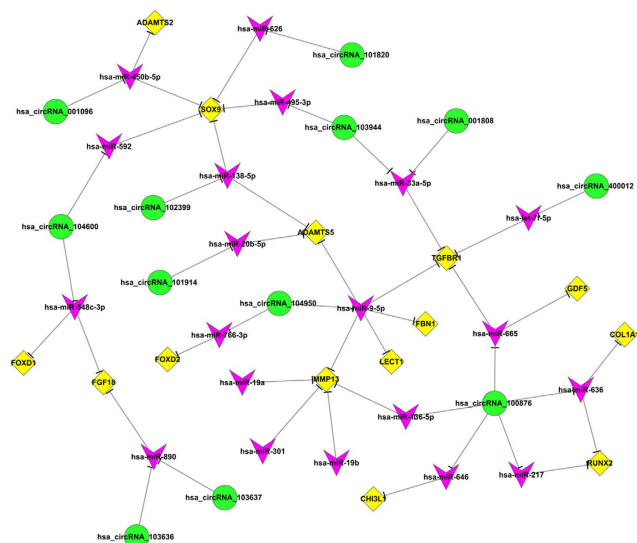 ADAMTS2
hsa-miR-626
hsa_circRNA_101820
hsa-miR-450b-5p
hsa_circRNA_001096
SOX9
hsa-miR-495-3p
hsa_circRNA_103944
hsa_circRNA_001808
hsa-miR-592
hsa-miR-138-5p
hsa-miR-33a-5p
hsa_circRNA_400012
hsa_circRNA_102399
hsa-let-7f-5p
hsa_circRNA_104600
ADAMTS5
hsa-miR-20b-5p
TGFBR1
hsa_circRNA_101914
GDF5
hsa_circRNA_104950
hsa-miR-9-5p
hsa-miR-548c-3p
FBN1
hsa-miR-766-3p
hsa-miR-665
COL1A1
FOXD1
FOXD2
LECT1
FGF18
hsa-miR-19a
MMP13
hsa-miR-636
hsa_circRNA_100876
hsa-miR-136-5p
hsa-miR-301
hsa-miR-890
hsa-miR-19b
RUNX2
hsa-miR-646
hsa-miR-217
hsa_circRNA_103637
CHI3L1
hsa_circRNA_103636